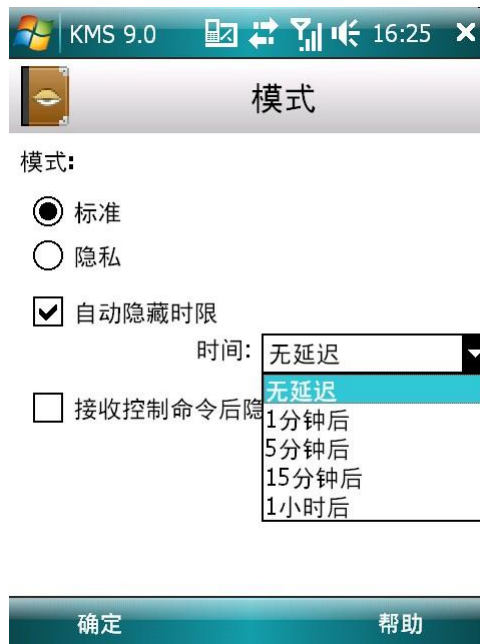 KMS 9.0 16:25
模式
模式:
标准
隐私
自动隐藏时限
时间: 无延迟
无延迟
接收控制命令后隐
1分钟后
5分钟后
15分钟后
1小时后
确定 帮助